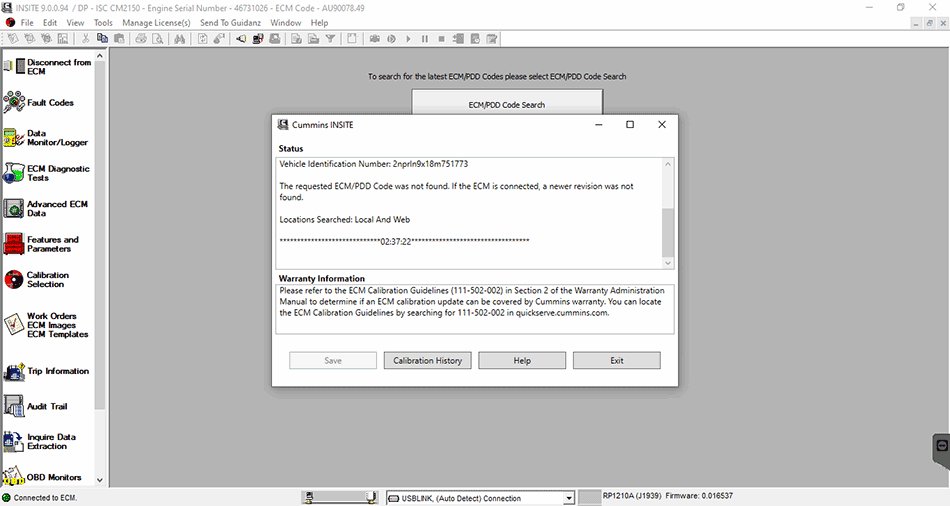 INSITE 9.0.0.94 / DP - ISC CM2150 - Engine Serial Number - 46731026 - ECM Code - AU90078.49
File Edit View Tools Manage License(s) Send To Guidanz Window Help
Disconnect from
ECM
Fault Codes
Data
Monitor/Logger
ECM Diagnostic
Tests
Advanced ECM
Data
Features and
Parameters
Calibration
Selection
Work Orders
ECM Images
ECM Templates
Trip Information
Audit Trail
Inquire Data
Extraction
OBD Monitors
To search for the latest ECM/PDD Codes please select ECM/PDD Code Search
ECM/PDD Code Search
Cummins INSITE
Status
Vehicle Identification Number: 2nprln9x18m751773
The requested ECM/PDD Code was not found. If the ECM is connected, a newer revision was not
found.
Locations Searched: Local And Web
*****************************02:37:22**********************************
Warranty Information
Please refer to the ECM Calibration Guidelines (111-502-002) in Section 2 of the Warranty Administration
Manual to determine if an ECM calibration update can be covered by Cummins warranty. You can locate
the ECM Calibration Guidelines by searching for 111-502-002 in quickserve.cummins.com.
Save Calibration History Help Exit
Connected to ECM.
USBLINK, (Auto Detect) Connection
RP1210A (J1939) Firmware: 0.016537